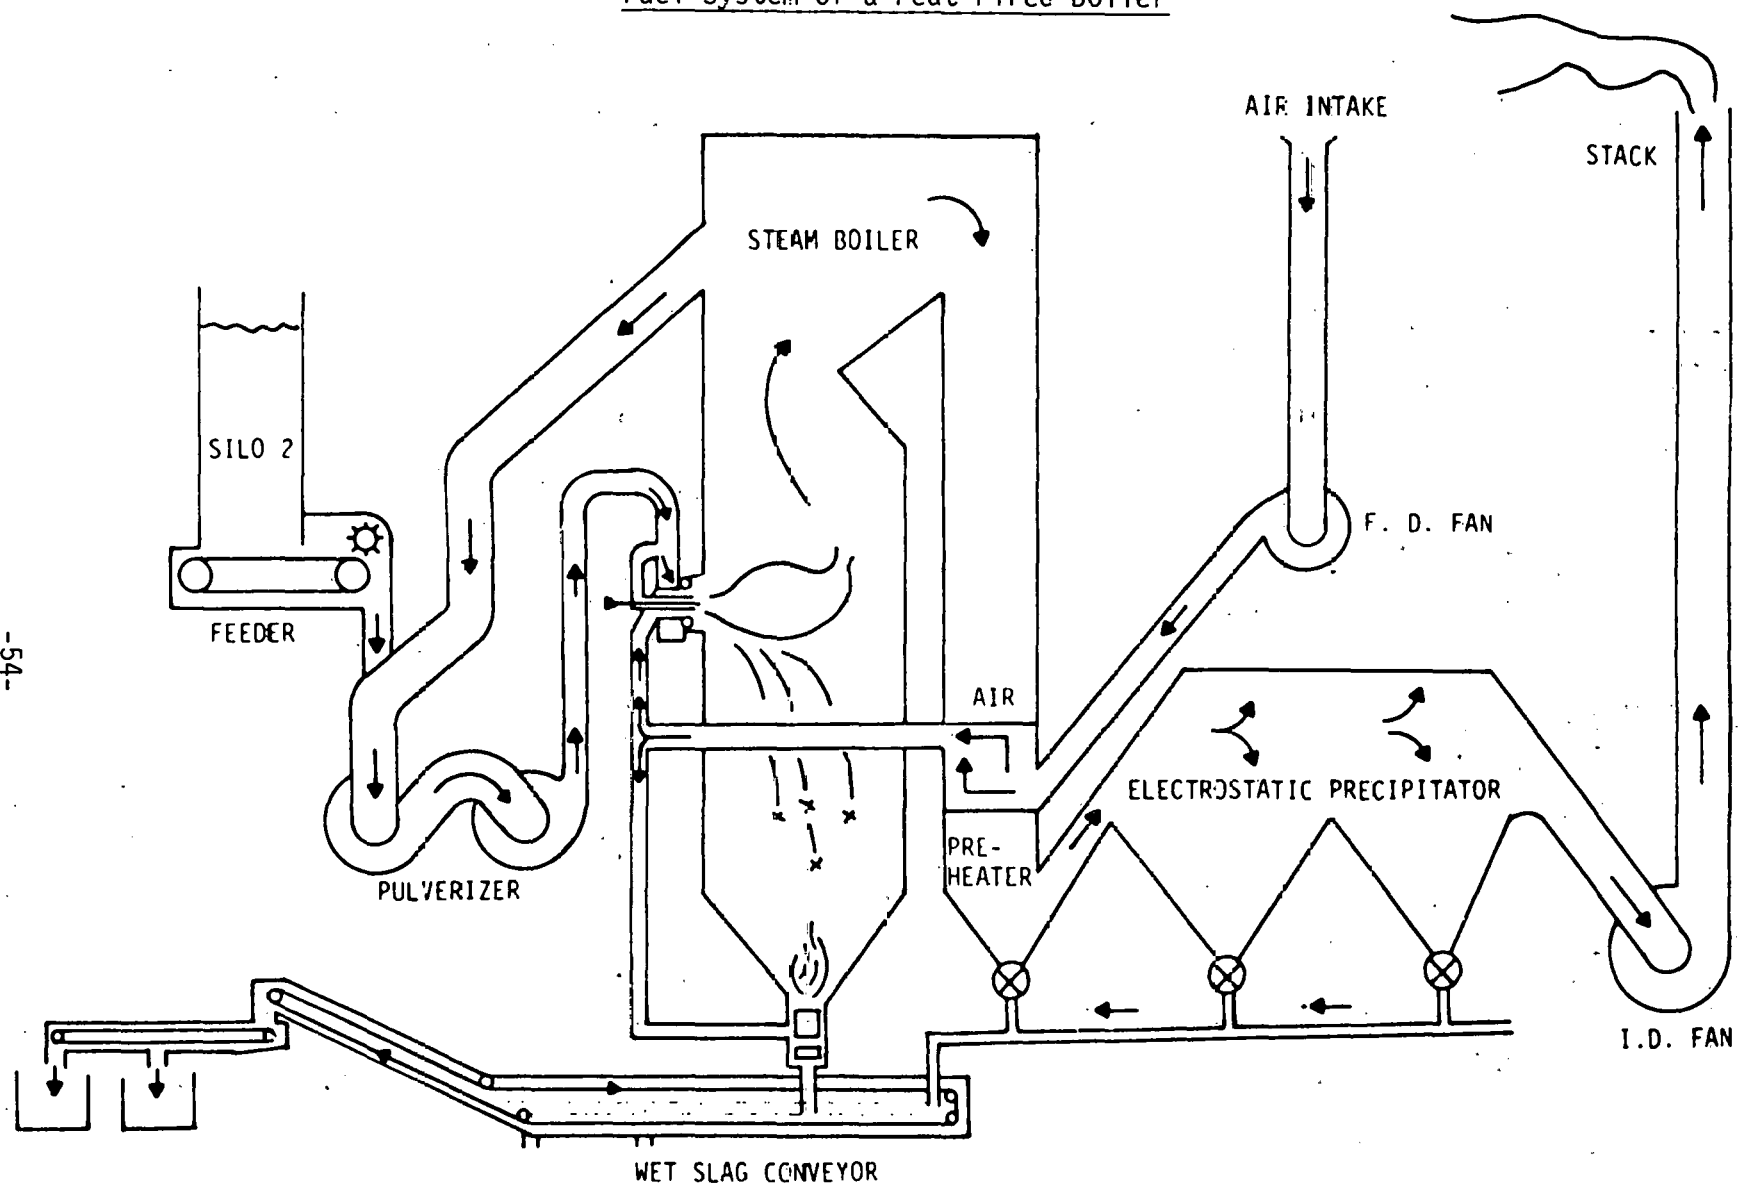 Fuel System of a Peat Fired Boiler
AIR INTAKE
STACK
STEAM BOILER
SILO 2
F. D. FAN
FEEDER
-54-
AIR
ELECTROSTATIC PRECIPITATOR
PRE-
HEATER
PULVERIZER
I.D. FAN
WET SLAG CONVEYOR